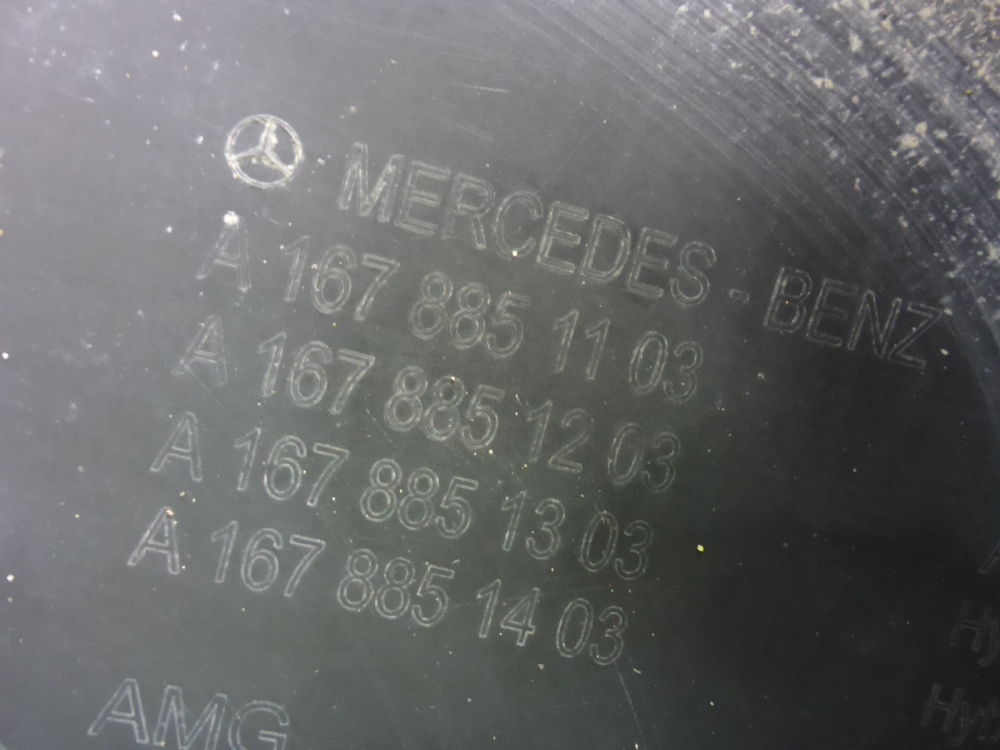 MERCEDES - BENZ
A 167 885 11 03
A 167 885 12 03
A 167 885 13 03
A 167 885 14 03
AMG